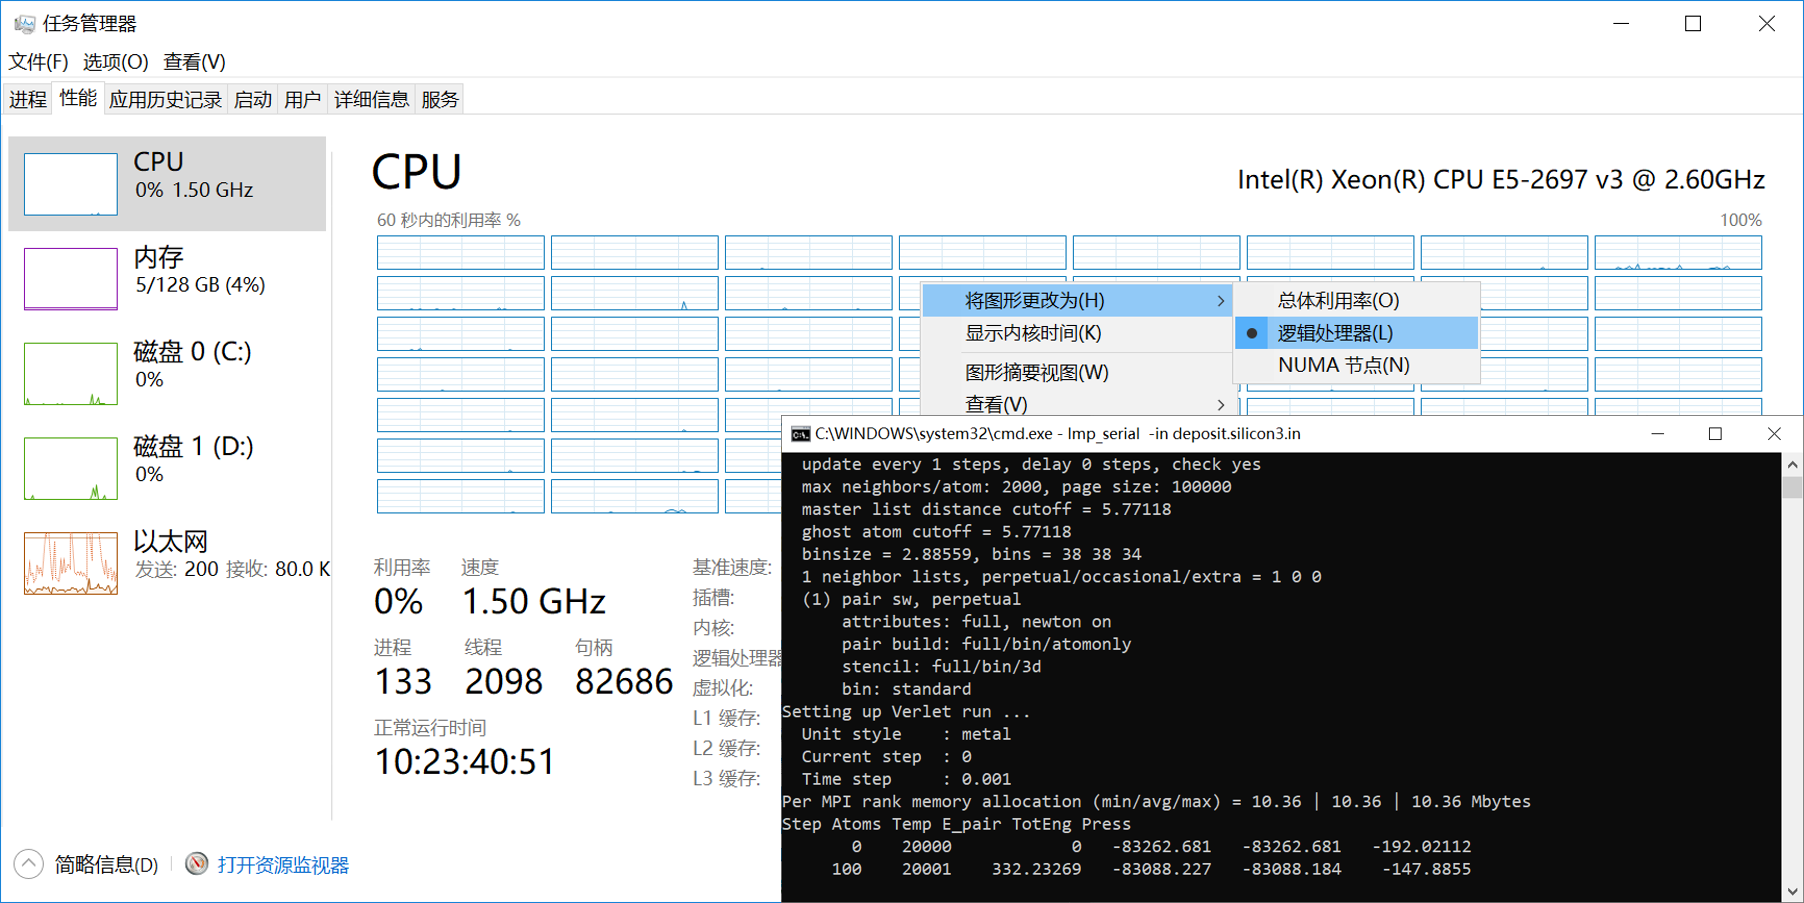 任务管理器
文件(F) 选项(O) 查看(V)
进程 性能 应用历史记录 启动 用户 详细信息 服务
CPU
0% 1.50 GHz
内存
5/128 GB (4%)
磁盘 0 (C:)
0%
磁盘 1 (D:)
0%
以太网
发送: 200 接收: 80.0 K
CPU
Intel(R) Xeon(R) CPU E5-2697 v3 @ 2.60GHz
60 秒内的利用率 %
100%
将图形更改为(H)
显示内核时间(K)
图形摘要视图(W)
查看(V)
总体利用率(O)
逻辑处理器(L)
NUMA 节点(N)
利用率 速度
0% 1.50 GHz
进程 线程 句柄
133 2098 82686
正常运行时间
10:23:40:51
基准速度:
插槽:
内核:
逻辑处理器
虚拟化:
L1 缓存:
L2 缓存:
L3 缓存:
C:\WINDOWS\system32\cmd.exe - lmp_serial  -in deposit.silicon3.in
update every 1 steps, delay 0 steps, check yes
max neighbors/atom: 2000, page size: 100000
master list distance cutoff = 5.77118
ghost atom cutoff = 5.77118
binsize = 2.88559, bins = 38 38 34
1 neighbor lists, perpetual/occasional/extra = 1 0 0
(1) pair sw, perpetual
attributes: full, newton on
pair build: full/bin/atomonly
stencil: full/bin/3d
bin: standard
Setting up Verlet run ...
Unit style    : metal
Current step  : 0
Time step     : 0.001
Per MPI rank memory allocation (min/avg/max) = 10.36 | 10.36 | 10.36 Mbytes
Step Atoms Temp E_pair TotEng Press
0    20000            0   -83262.681   -83262.681   -192.02112
100    20001    332.23269   -83088.227   -83088.184    -147.8855
简略信息(D)
打开资源监视器